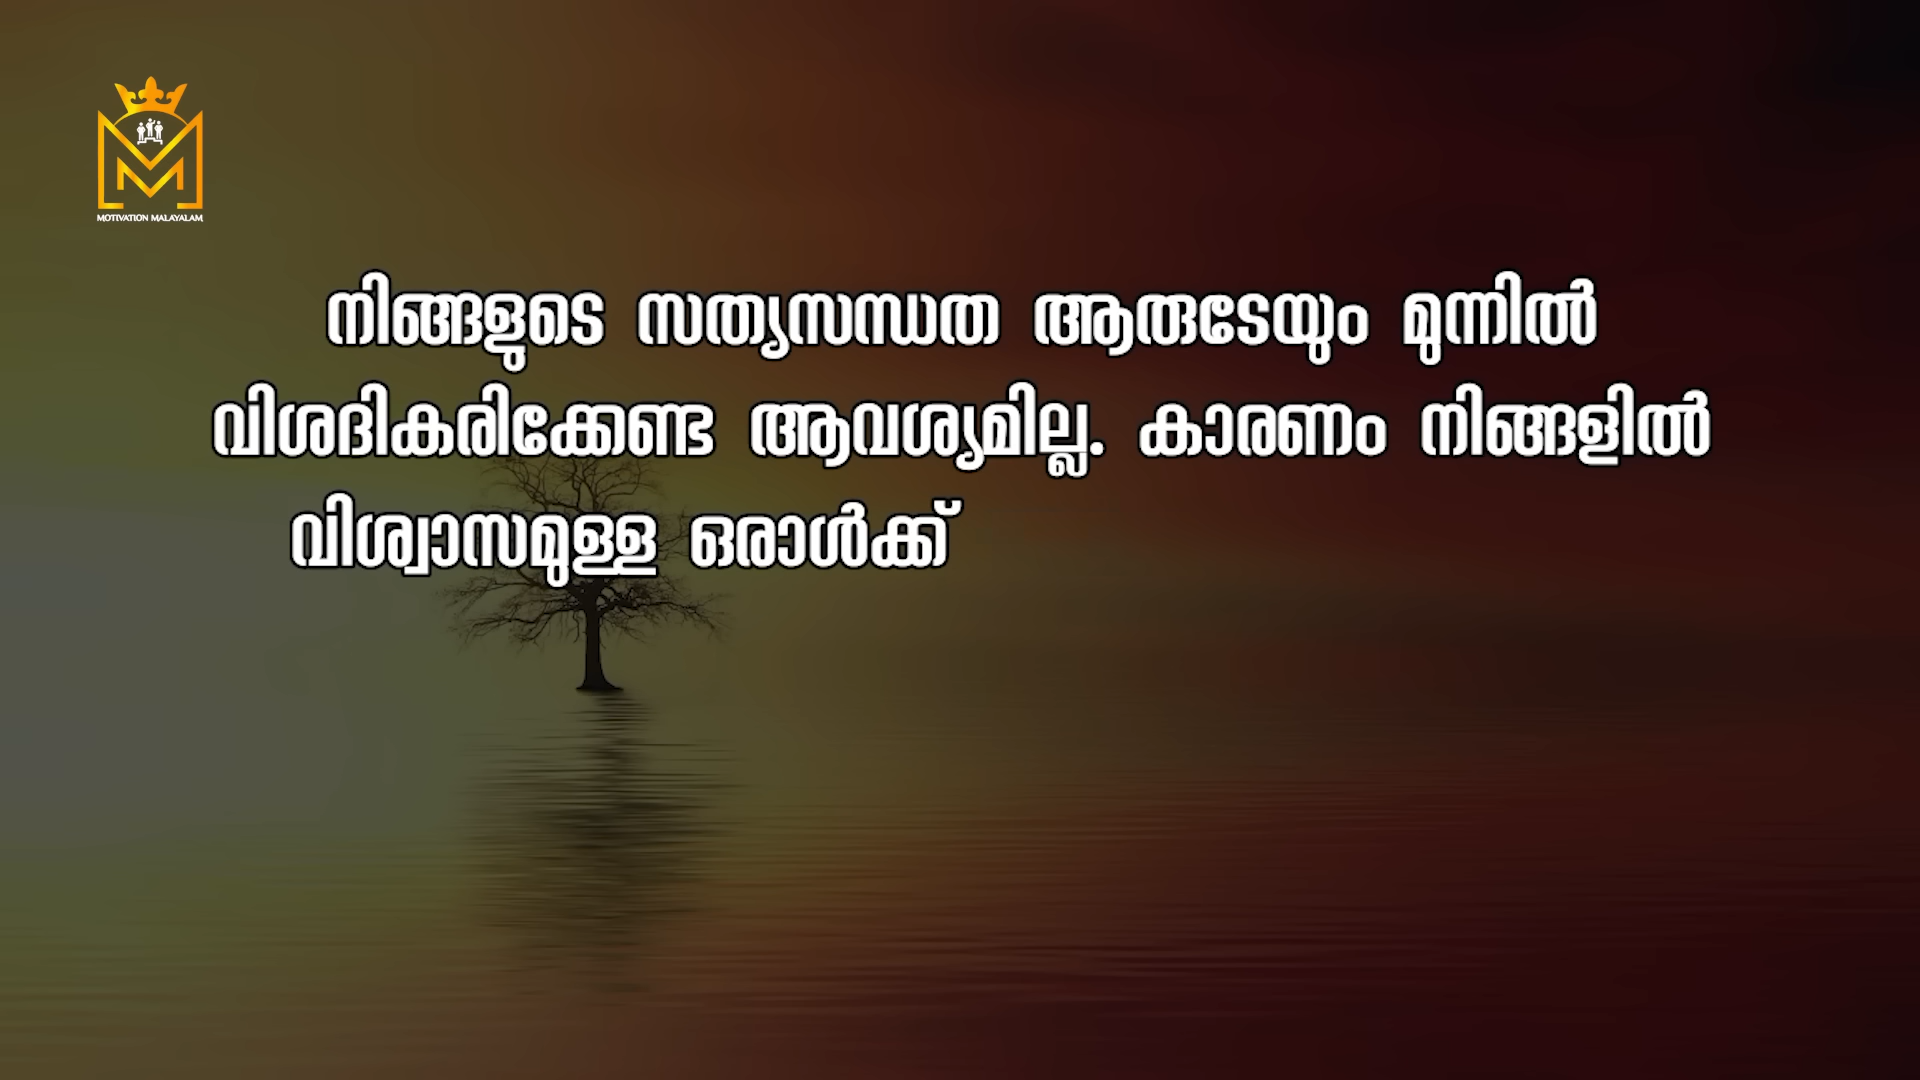 MOTIVATION MALAYALAM
നിങ്ങളുടെ സത്യസന്ധത ആരുടേയും മുന്നിൽ
വിശദികരിക്കേണ്ട ആവശ്യമില്ല. കാരണം നിങ്ങളിൽ
വിശ്വാസമുള്ള ഒരാൾക്ക്